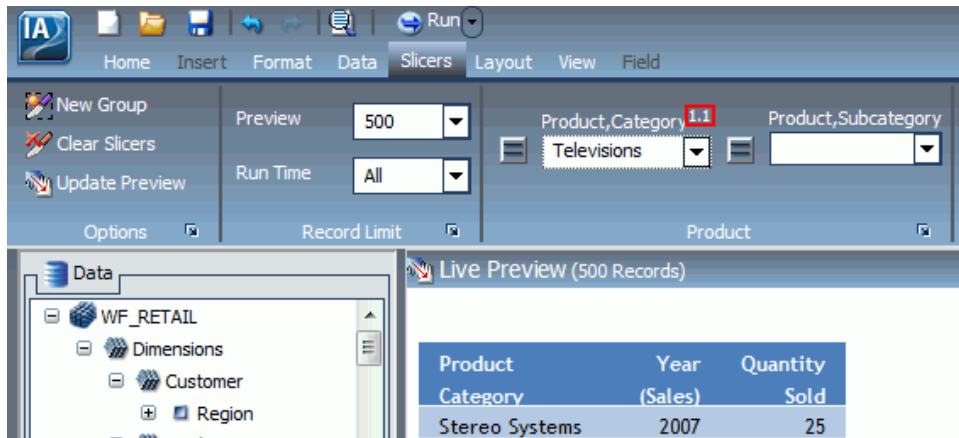 IA
Run
Home Insert Format Data Slicers Layout View Field
New Group
Clear Slicers
Update Preview
Options
Preview 500
Run Time All
Record Limit
Product,Category 1.1 Product,Subcategory
Televisions
Product
Data
WF_RETAIL
Dimensions
Customer
Region
Live Preview (500 Records)
Product Year Quantity
Category (Sales) Sold
Stereo Systems 2007 25